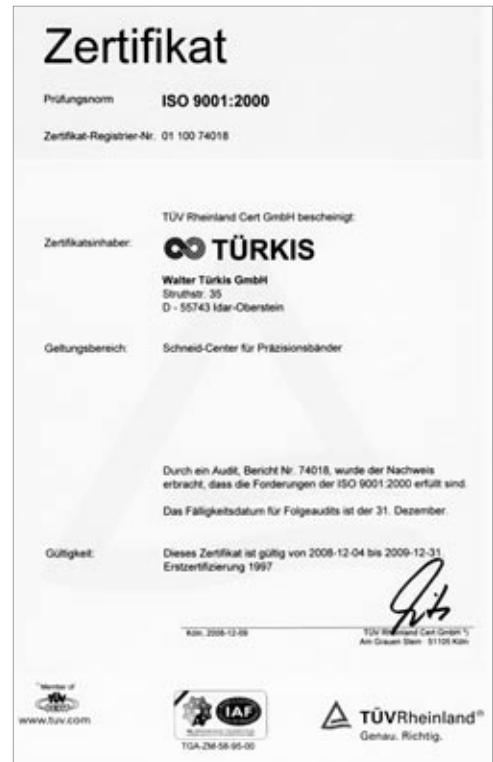 Zertifikat
Prüfungsnorm ISO 9001:2000
Zertifikat-Registrier-Nr. 01 100 74018
TÜV Rheinland Cert GmbH bescheinigt:
Zertifikatsinhaber: TÜRKIS
Walter Türkis GmbH
Struthstr. 35
D - 55743 Idar-Oberstein
Geltungsbereich: Schneid-Center für Präzisionsbänder
Durch ein Audit, Bericht Nr. 74018, wurde der Nachweis
erbracht, dass die Forderungen der ISO 9001:2000 erfüllt sind.
Das Fälligkeitsdatum für Folgeaudits ist der 31. Dezember.
Gültigkeit: Dieses Zertifikat ist gültig von 2008-12-04 bis 2009-12-31.
Erstzertifizierung 1997
Köln, 2008-12-09
TÜV Rheinland Cert GmbH
Am Grauen Stein 51105 Köln
Member of
www.tuv.com
IAF
TGA-ZM-58-95-00
TÜVRheinland®
Genau. Richtig.